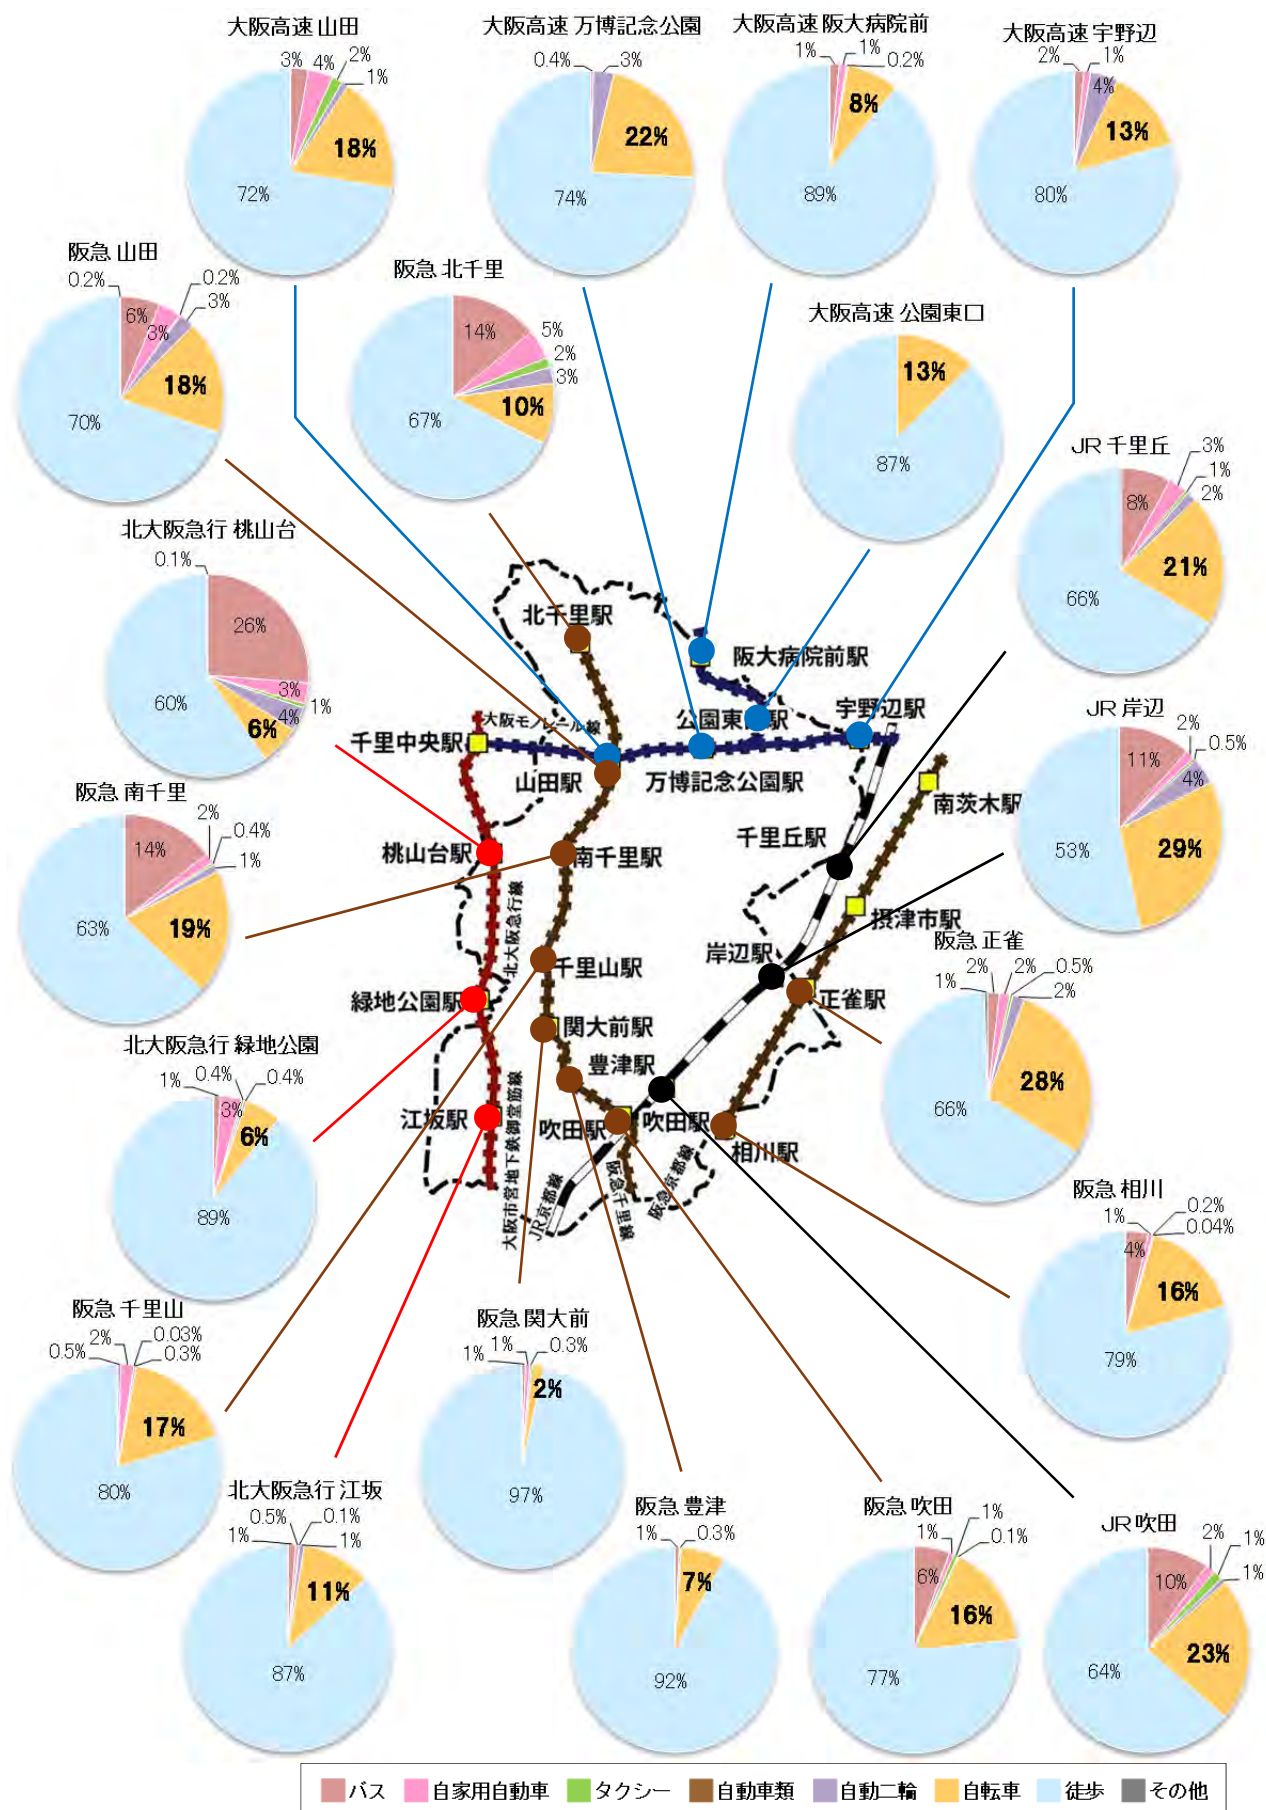 大阪高速 山田
3%
4%
2%
1%
18%
72%
大阪高速 万博記念公園
0.4%
3%
22%
74%
大阪高速 阪大病院前
1%
1%
0.2%
8%
89%
大阪高速 宇野辺
2%
1%
4%
13%
80%
阪急 山田
0.2%
6%
3%
0.2%
3%
18%
70%
阪急 北千里
14%
5%
2%
3%
10%
67%
大阪高速 公園東口
13%
87%
JR 千里丘
8%
3%
1%
2%
21%
66%
北大阪急行 桃山台
0.1%
26%
3%
1%
4%
6%
60%
JR 岸辺
11%
2%
0.5%
4%
29%
53%
阪急 南千里
14%
2%
0.4%
1%
19%
63%
北千里駅
阪大病院前駅
大阪モノレール線
公園東口駅
宇野辺駅
千里中央駅
山田駅
万博記念公園駅
南茨木駅
千里丘駅
桃山台駅
南千里駅
摂津市駅
北大阪急行線
千里山駅
岸辺駅
正雀駅
緑地公園駅
関大前駅
豊津駅
江坂駅
吹田駅
吹田駅
相川駅
大阪市営地下鉄御堂筋線
JR京都線
阪急千里線
阪急京都線
阪急 正雀
1%
2%
2%
0.5%
2%
28%
66%
北大阪急行 緑地公園
1%
0.4%
3%
0.4%
6%
89%
阪急 相川
1%
4%
0.2%
0.04%
16%
79%
阪急 千里山
0.5%
2%
0.03%
0.3%
17%
80%
阪急 関大前
1%
1%
0.3%
2%
97%
北大阪急行 江坂
1%
0.5%
0.1%
1%
11%
87%
阪急 豊津
1%
0.3%
7%
92%
阪急 吹田
6%
1%
1%
0.1%
16%
77%
JR 吹田
10%
2%
1%
1%
23%
64%
バス 自家用自動車 タクシー 自動車類 自動二輪 自転車 徒歩 その他